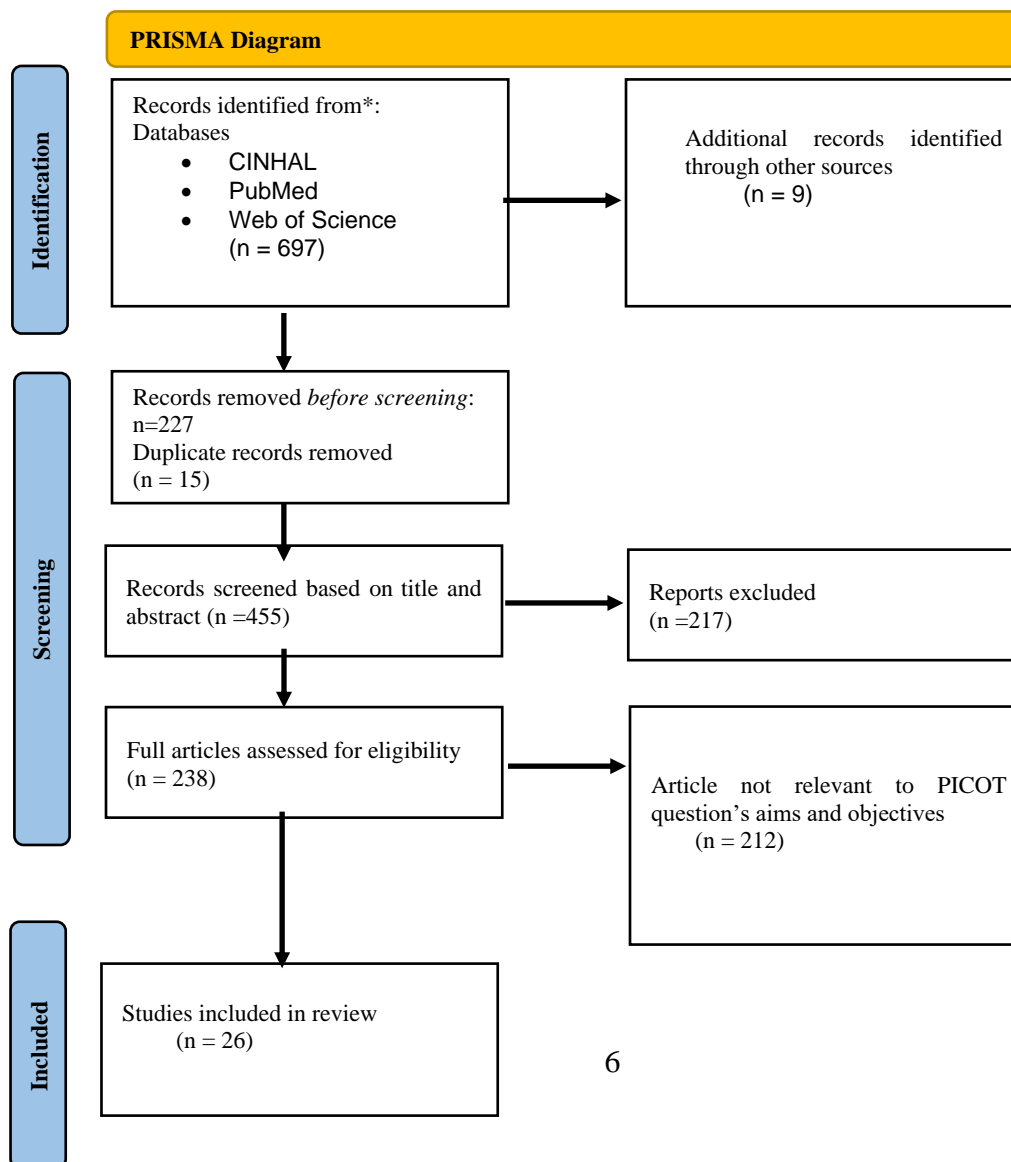 PRISMA Diagram
Identification
Records identified from*:
Databases
• CINHAL
• PubMed
• Web of Science
(n = 697)
Additional records identified
through other sources
(n = 9)
Screening
Records removed before screening:
n=227
Duplicate records removed
(n = 15)
Records screened based on title and
abstract (n =455)
Reports excluded
(n =217)
Full articles assessed for eligibility
(n = 238)
Article not relevant to PICOT
question’s aims and objectives
(n = 212)
Included
Studies included in review
(n = 26)
6